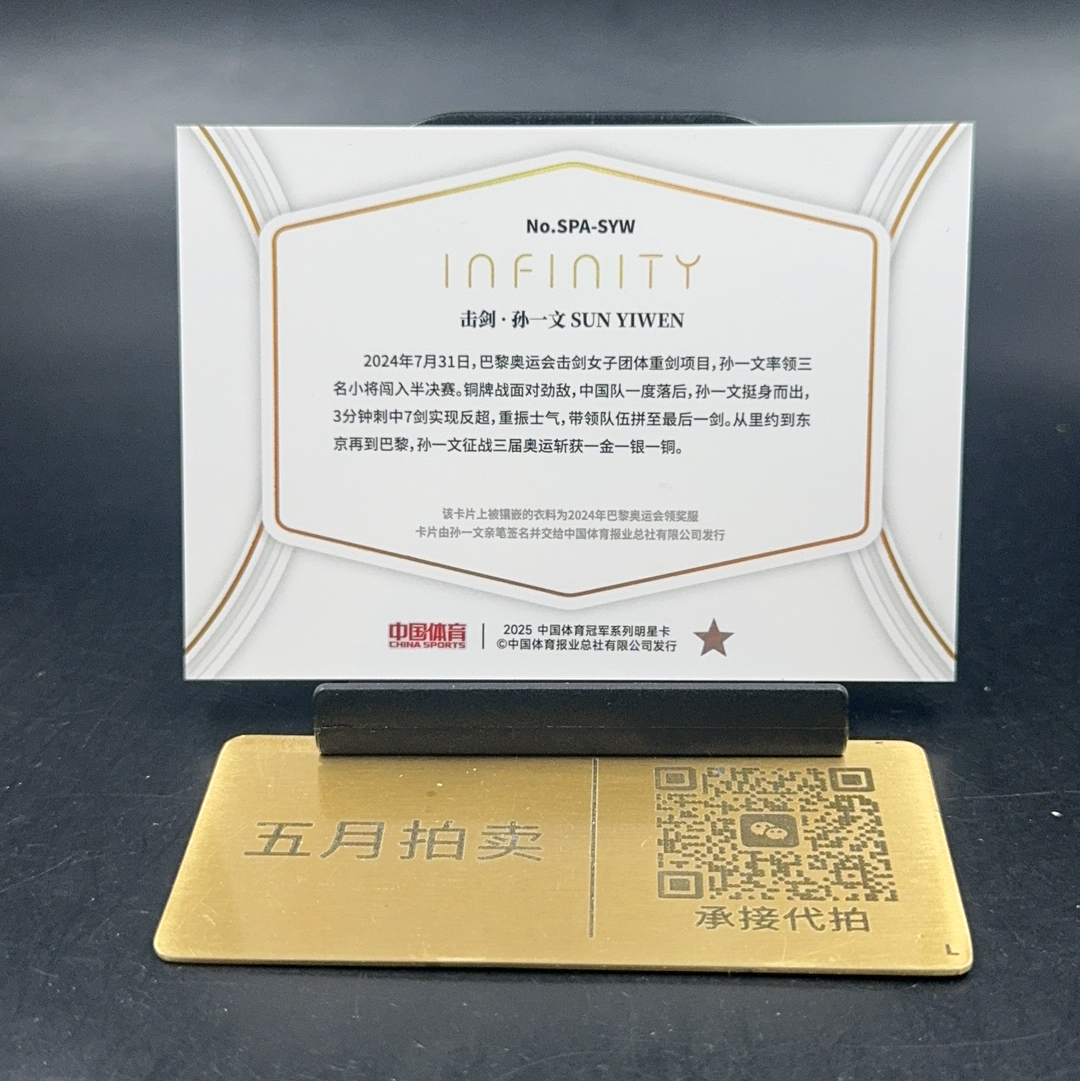 No.SPA-SYW
INFINITY
击剑·孙一文 SUN YIWEN
2024年7月31日,巴黎奥运会击剑女子团体重剑项目,孙一文率领三
名小将闯入半决赛。铜牌战面对劲敌,中国队一度落后,孙一文挺身而出,
3分钟刺中7剑实现反超,重振士气,带领队伍拼至最后一剑。从里约到东
京再到巴黎,孙一文征战三届奥运斩获一金一银一铜。
该卡片上被镶嵌的衣料为2024年巴黎奥运会领奖服
卡片由孙一文亲笔签名并交给中国体育报业总社有限公司发行
中国体育
CHINA SPORTS
2025 中国体育冠军系列明星卡
©中国体育报业总社有限公司发行
五月拍卖
承接代拍
L